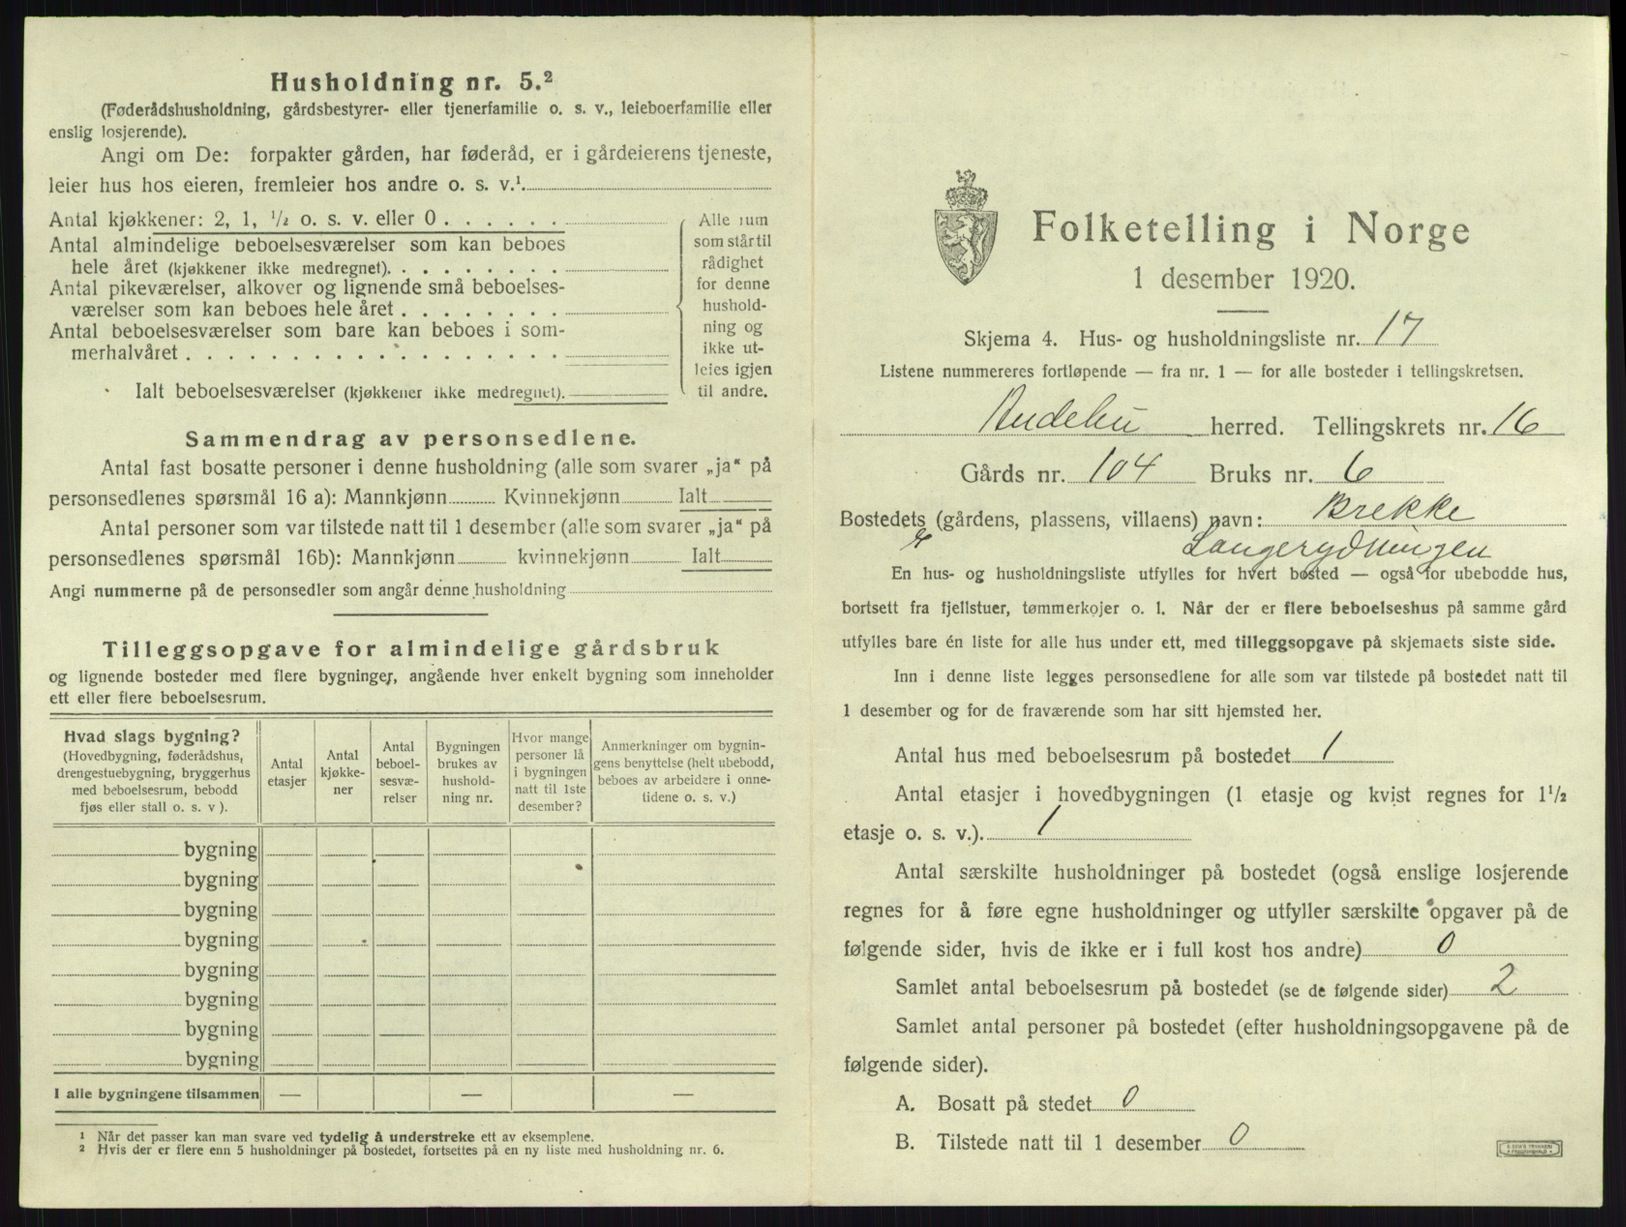 Husholdning nr. 5.²
(Føderådshusholdning, gårdsbestyrer- eller tjenerfamilie o. s. v., leieboerfamilie eller
enslig losjerende).
Angi om De: forpakter gården, har føderåd, er i gårdeierens tjeneste,
leier hus hos eieren, fremleier hos andre o. s. v.¹
Antal kjøkkener: 2, 1, ½ o. s. v. eller 0
Antal almindelige beboelsesværelser som kan beboes
hele året (kjøkkener ikke medregnet).
Antal pikeværelser, alkover og lignende små beboelses-
værelser som kan beboes hele året
Antal beboelsesværelser som bare kan beboes i som-
merhalvåret
Ialt beboelsesværelser (kjøkkener ikke medregnet).
Alle rum
som står til
rådighet
for denne
hushold-
ning og
ikke ut-
leies igjen
til andre.
Sammendrag av personsedlene.
Antal fast bosatte personer i denne husholdning (alle som svarer „ja“ på
personsedlenes spørsmål 16 a): Mannkjønn Kvinnekjønn Ialt
Antal personer som var tilstede natt til 1 desember (alle som svarer „ja“ på
personsedlenes spørsmål 16b): Mannkjønn kvinnekjønn Ialt
Angi nummerne på de personsedler som angår denne husholdning
Tilleggsopgave for almindelige gårdsbruk
og lignende bosteder med flere bygninger, angående hver enkelt bygning som inneholder
ett eller flere beboelsesrum.
Hvad slags bygning?
(Hovedbygning, føderådshus,
drengestuebygning, bryggerhus
med beboelsesrum, bebodd
fjøs eller stall o. s. v ).
Antal
etasjer
Antal
kjøkke-
ner
Antal
beboel-
sesvæ-
relser
Bygningen
brukes av
hushold-
ning nr.
Hvor mange
personer lå
i bygningen
natt til 1ste
desember?
Anmerkninger om bygnin-
gens benyttelse (helt ubebodd,
beboes av arbeidere i onne-
tidene o. s. v.)
bygning
bygning
bygning
bygning
bygning
bygning
bygning
bygning
I alle bygningene tilsammen — — —
¹ Når det passer kan man svare ved tydelig å understreke ett av eksemplene.
² Hvis der er flere enn 5 husholdninger på bostedet, fortsettes på en ny liste med husholdning nr. 6.
Folketelling i Norge
1 desember 1920.
Skjema 4. Hus- og husholdningsliste nr. 17
Listene nummereres fortløpende — fra nr. 1 — for alle bosteder i tellingskretsen.
Andebu herred. Tellingskrets nr. 16
Gårds nr. 104 Bruks nr. 6
Bostedets (gårdens, plassens, villaens) navn: Brekke
Langerydningen
En hus- og husholdningsliste utfylles for hvert bosted — også for ubebodde hus,
bortsett fra fjellstuer, tømmerkojer o. l. Når der er flere beboelseshus på samme gård
utfylles bare én liste for alle hus under ett, med tilleggsopgave på skjemaets siste side.
Inn i denne liste legges personsedlene for alle som var tilstede på bostedet natt til
1 desember og for de fraværende som har sitt hjemsted her.
Antal hus med beboelsesrum på bostedet 1
Antal etasjer i hovedbygningen (1 etasje og kvist regnes for 1½
etasje o. s. v.). 1
Antal særskilte husholdninger på bostedet (også enslige losjerende
regnes for å føre egne husholdninger og utfyller særskilte opgaver på de
følgende sider, hvis de ikke er i full kost hos andre) 0
Samlet antal beboelsesrum på bostedet (se de følgende sider) 2
Samlet antal personer på bostedet (efter husholdningsopgavene på de
følgende sider).
A. Bosatt på stedet 0
B. Tilstede natt til 1 desember 0